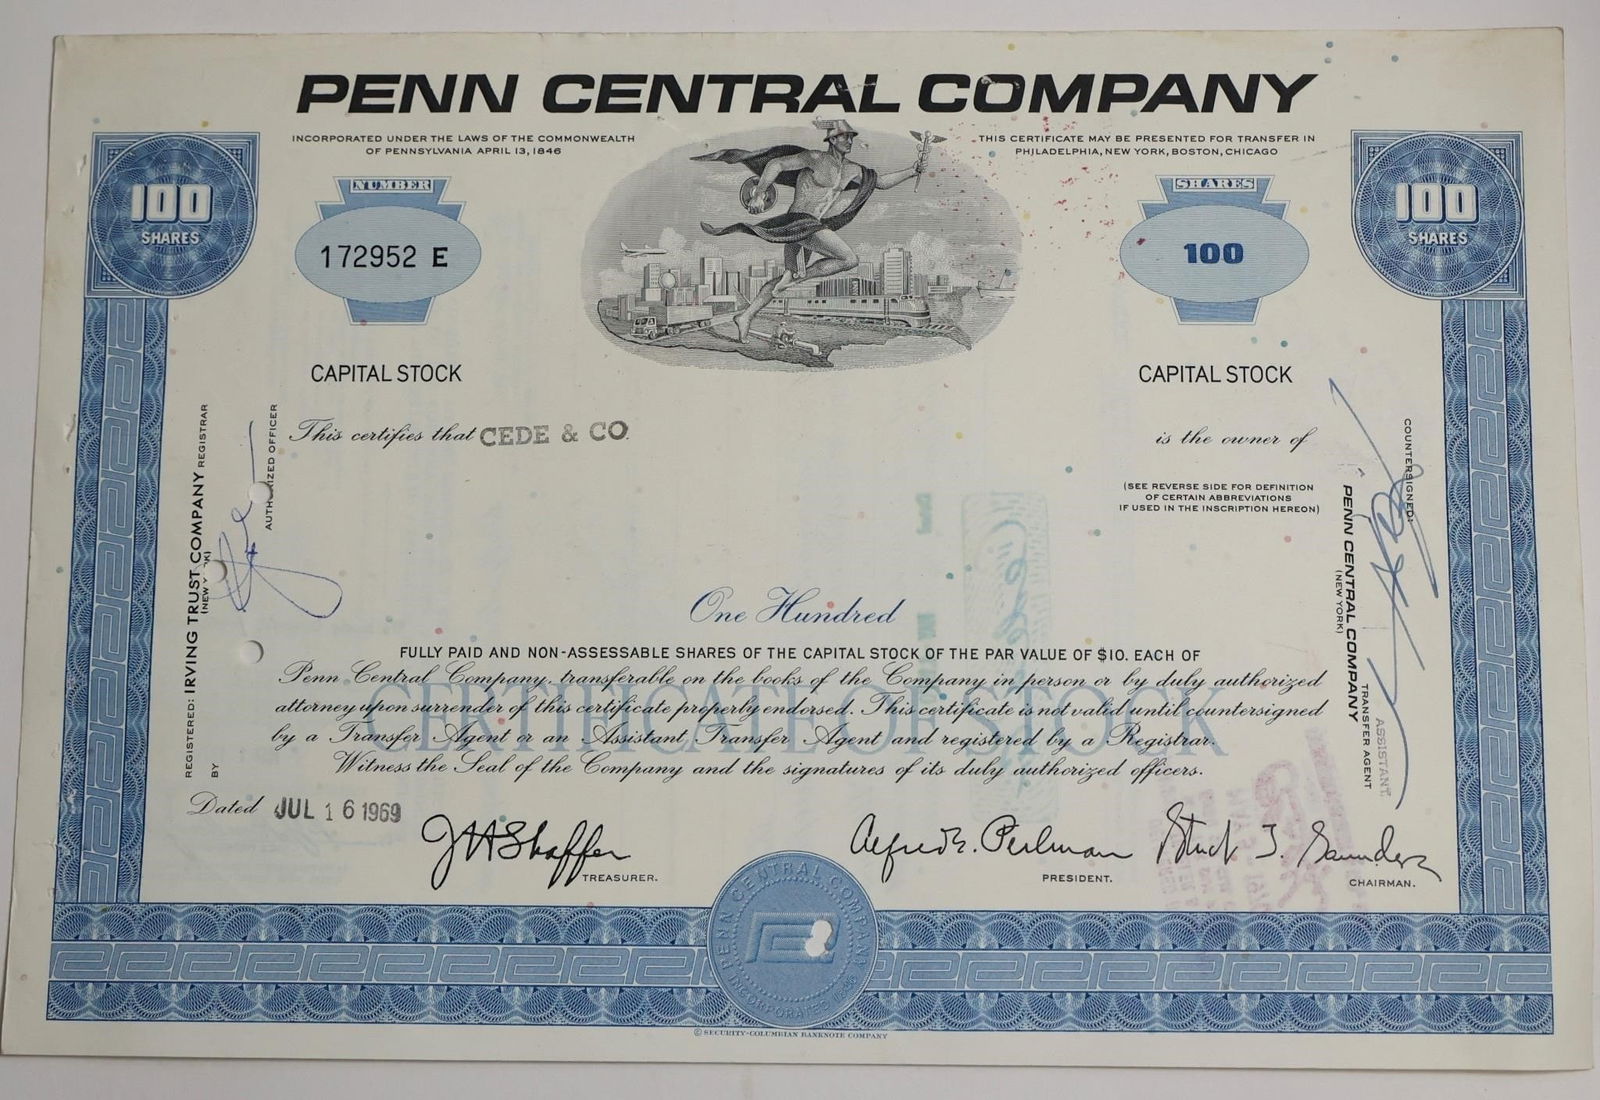 PENN CENTRAL COMPANY
INCORPORATED UNDER THE LAWS OF THE COMMONWEALTH
OF PENNSYLVANIA APRIL 13, 1846
THIS CERTIFICATE MAY BE PRESENTED FOR TRANSFER IN
PHILADELPHIA, NEW YORK, BOSTON, CHICAGO
100
SHARES
NUMBER
172952 E
SHARES
100
100
SHARES
CAPITAL STOCK
CAPITAL STOCK
This certifies that CEDE & CO.
is the owner of
(SEE REVERSE SIDE FOR DEFINITION
OF CERTAIN ABBREVIATIONS
IF USED IN THE INSCRIPTION HEREON)
One Hundred
FULLY PAID AND NON-ASSESSABLE SHARES OF THE CAPITAL STOCK OF THE PAR VALUE OF $10. EACH OF
Penn Central Company, transferable on the books of the Company in person or by duly authorized
attorney upon surrender of this certificate properly endorsed. This certificate is not valid until countersigned
by a Transfer Agent or an Assistant Transfer Agent and registered by a Registrar.
Witness the Seal of the Company and the signatures of its duly authorized officers.
CERTIFICATE OF STOCK
Dated JUL 16 1969
J H Shaffer
TREASURER.
Alfred E. Perlman
PRESIDENT.
Stuart T. Saunders
CHAIRMAN.
REGISTERED: IRVING TRUST COMPANY REGISTRAR
(NEW YORK)
BY
AUTHORIZED OFFICER
COUNTERSIGNED:
PENN CENTRAL COMPANY
(NEW YORK)
TRANSFER AGENT
ASSISTANT
PENN CENTRAL COMPANY
INCORPORATED 1846
© SECURITY-COLUMBIAN BANKNOTE COMPANY